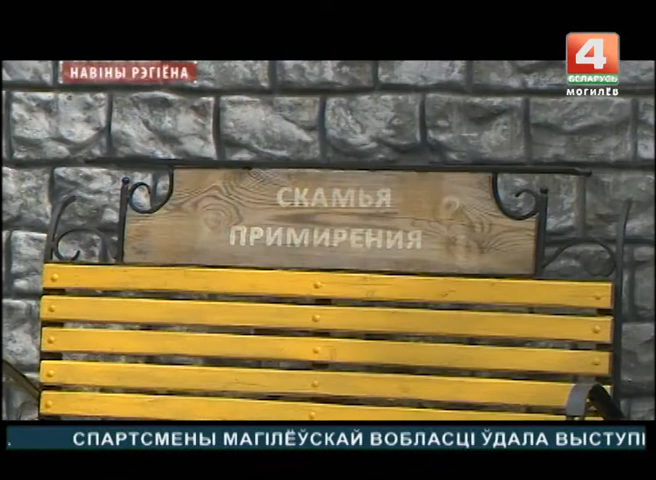 НАВІНЫ РЭГІЁНА
4
БЕЛАРУСЬ
МОГИЛЁВ
СКАМЬЯ
ПРИМИРЕНИЯ
. СПАРТСМЕНЫ МАГІЛЁЎСКАЙ ВОБЛАСЦІ ЎДАЛА ВЫСТУПІ